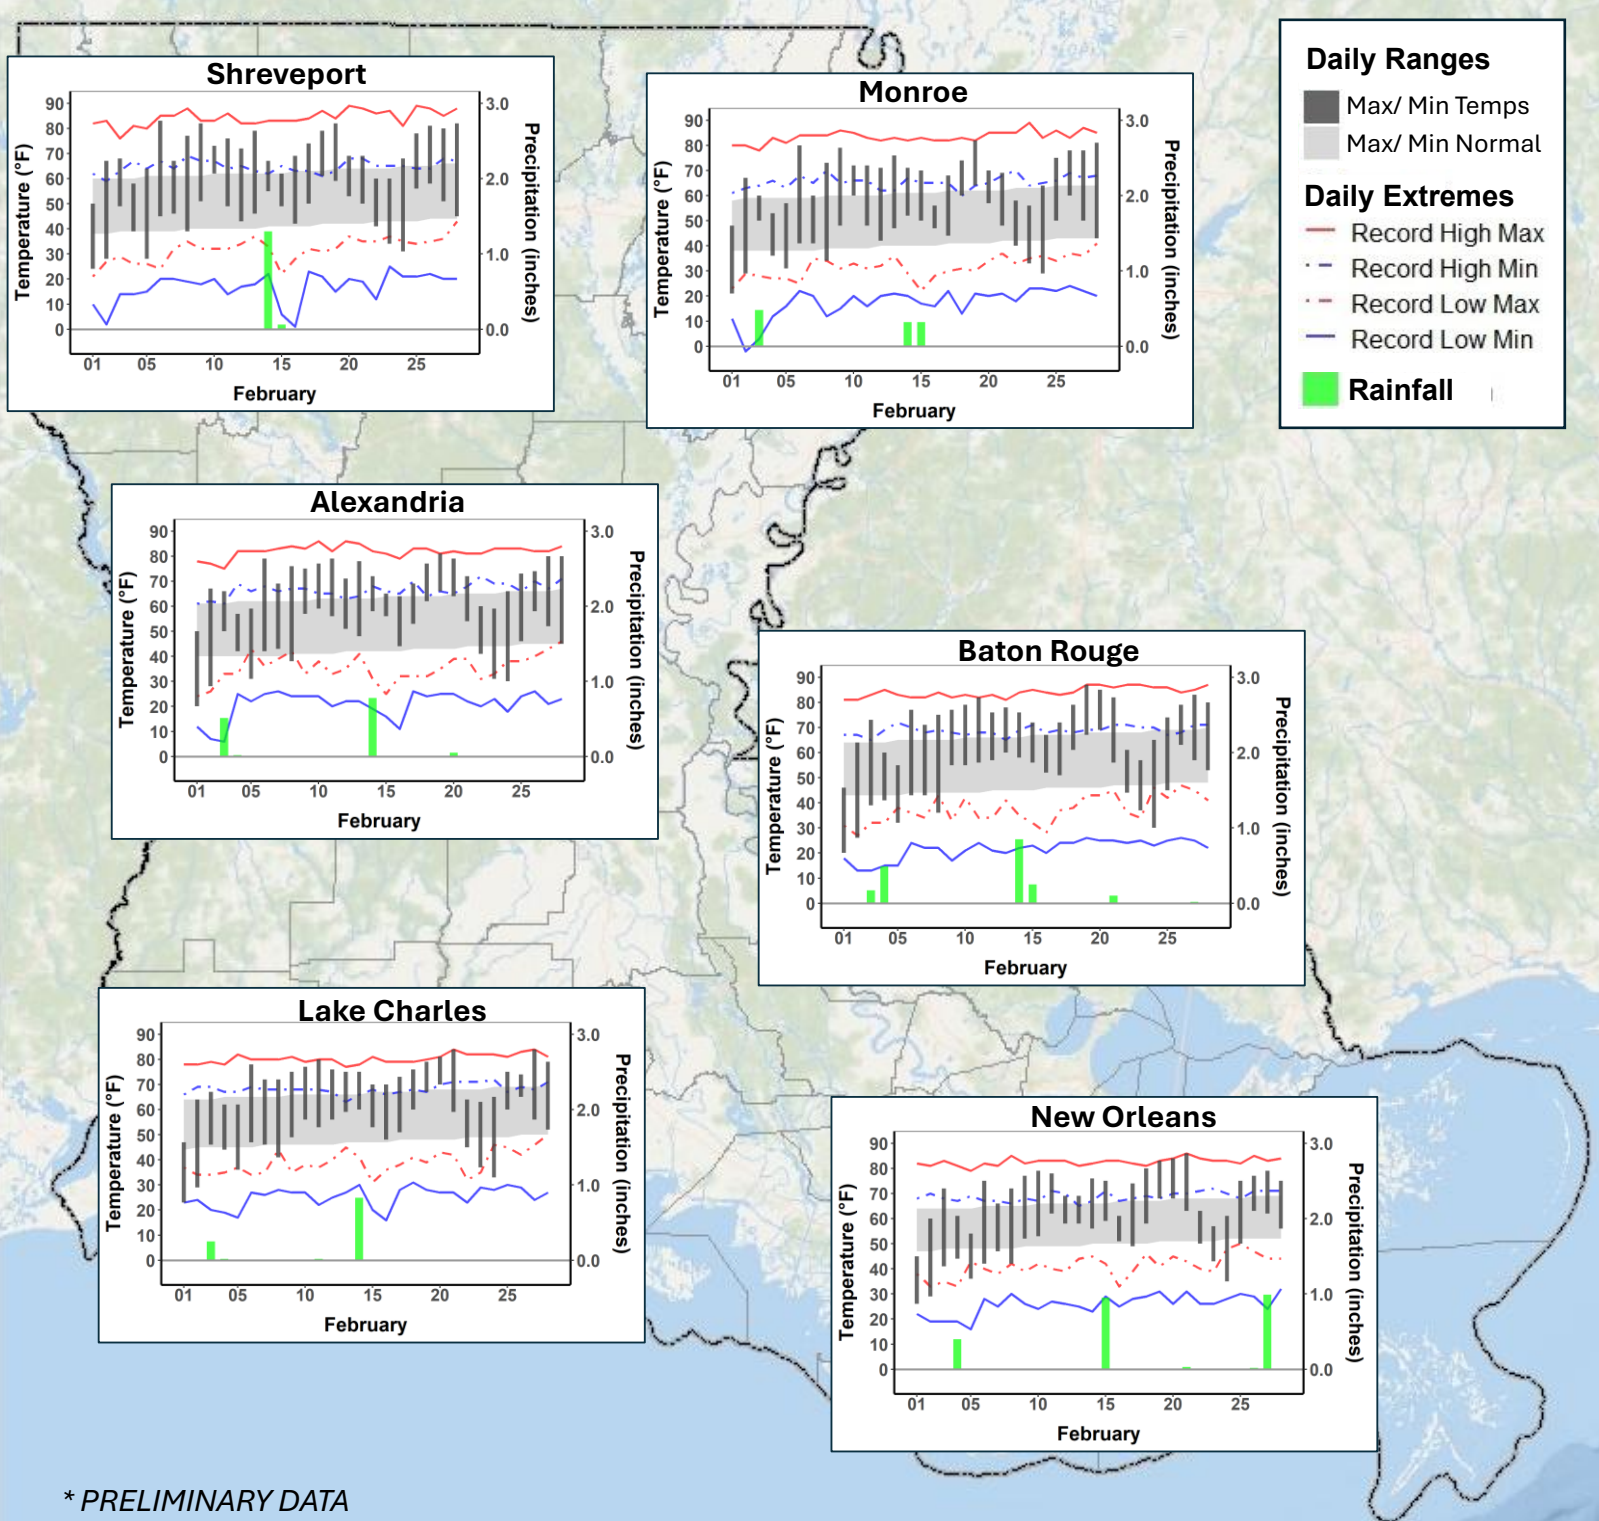 Shreveport
90
80
70
60
50
40
30
20
10
0
3.0
2.0
1.0
0.0
Temperature (°F)
Precipitation (inches)
01 05 10 15 20 25
February
Monroe
90
80
70
60
50
40
30
20
10
0
3.0
2.0
1.0
0.0
Temperature (°F)
Precipitation (inches)
01 05 10 15 20 25
February
Daily Ranges
Max/ Min Temps
Max/ Min Normal
Daily Extremes
Record High Max
Record High Min
Record Low Max
Record Low Min
Rainfall
Alexandria
90
80
70
60
50
40
30
20
10
0
3.0
2.0
1.0
0.0
Temperature (°F)
Precipitation (inches)
01 05 10 15 20 25
February
Baton Rouge
90
80
70
60
50
40
30
20
10
0
3.0
2.0
1.0
0.0
Temperature (°F)
Precipitation (inches)
01 05 10 15 20 25
February
Lake Charles
90
80
70
60
50
40
30
20
10
0
3.0
2.0
1.0
0.0
Temperature (°F)
Precipitation (inches)
01 05 10 15 20 25
February
New Orleans
90
80
70
60
50
40
30
20
10
0
3.0
2.0
1.0
0.0
Temperature (°F)
Precipitation (inches)
01 05 10 15 20 25
February
* PRELIMINARY DATA